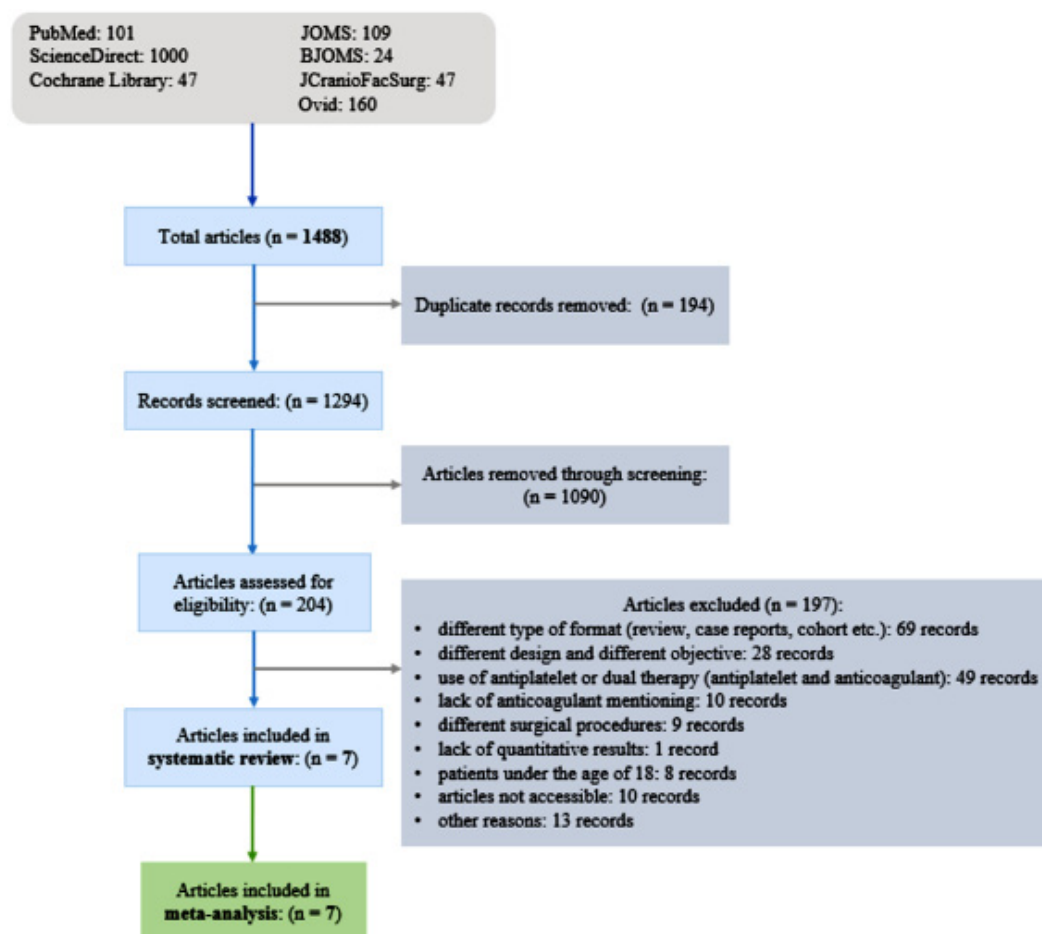 PubMed: 101
ScienceDirect: 1000
Cochrane Library: 47
JOMS: 109
BJOMS: 24
JCranioFacSurg: 47
Ovid: 160
Total articles (n = 1488)
Duplicate records removed: (n = 194)
Records screened: (n = 1294)
Articles removed through screening:
(n = 1090)
Articles assessed for
eligibility: (n = 204)
Articles excluded (n = 197):
• different type of format (review, case reports, cohort etc.): 69 records
• different design and different objective: 28 records
• use of antiplatelet or dual therapy (antiplatelet and anticoagulant): 49 records
• lack of anticoagulant mentioning: 10 records
• different surgical procedures: 9 records
• lack of quantitative results: 1 record
• patients under the age of 18: 8 records
• articles not accessible: 10 records
• other reasons: 13 records
Articles included in
systematic review: (n = 7)
Articles included in
meta-analysis: (n = 7)